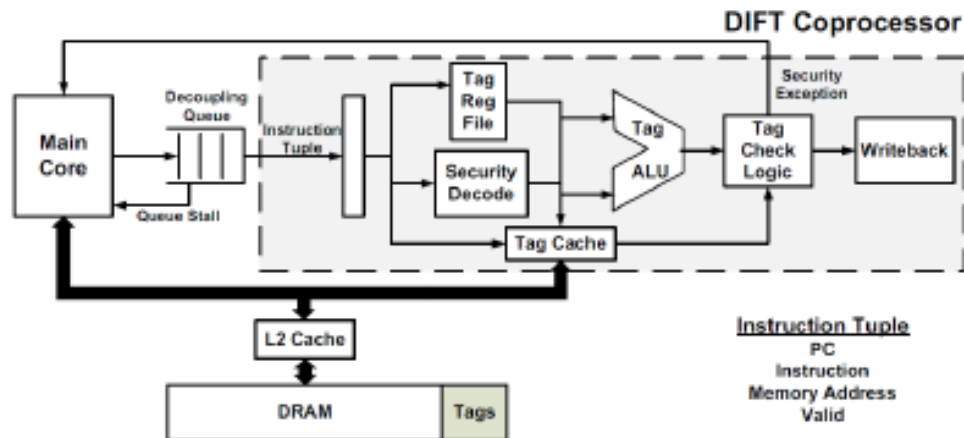 DIFT Coprocessor
Security
Exception
Decoupling
Queue
Tag
Reg
File
Main
Core
Instruction
Tuple
Tag
ALU
Tag
Check
Logic
Writeback
Security
Decode
Queue Stall
Tag Cache
L2 Cache
Instruction Tuple
PC
Instruction
Memory Address
Valid
DRAM
Tags